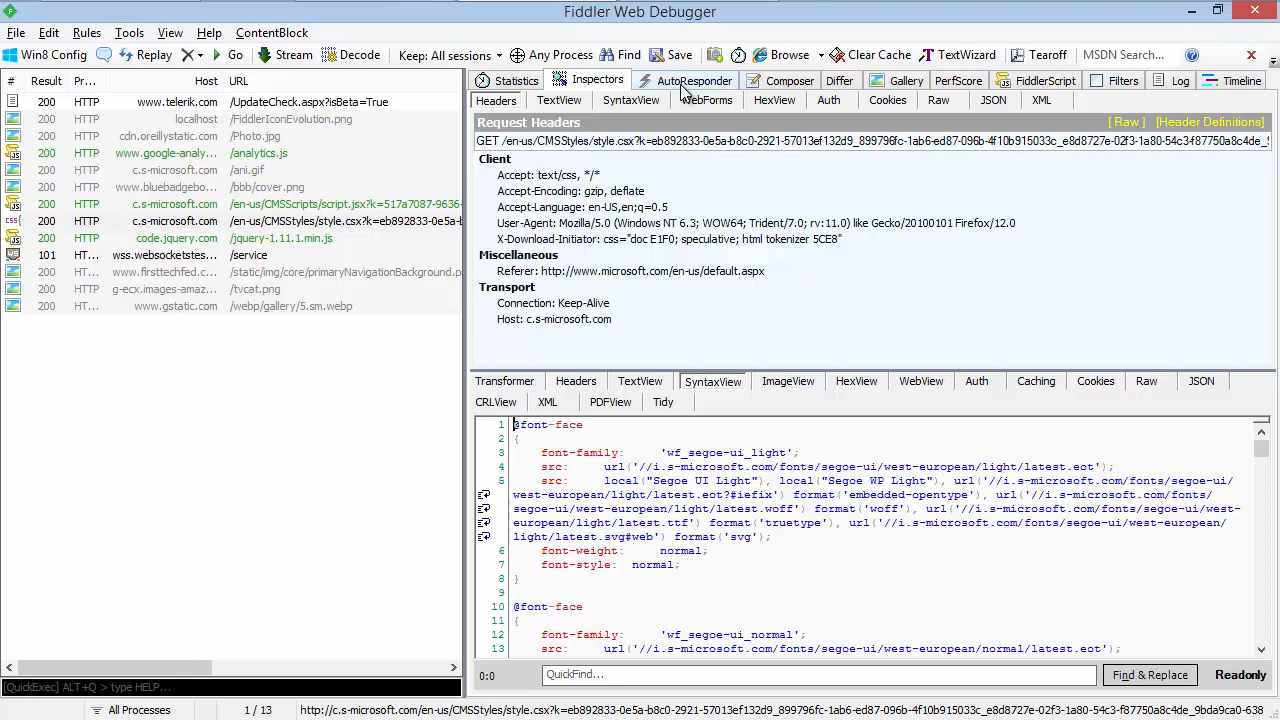 Fiddler Web Debugger
File Edit Rules Tools View Help ContentBlock
Win8 Config Replay Go Stream Decode Keep: All sessions Any Process Find Save Browse Clear Cache TextWizard Tearoff MSDN Search...
# Result Pr... Host URL
200 HTTP www.telerik.com /UpdateCheck.aspx?isBeta=True
200 HTTP localhost /FiddlerIconEvolution.png
200 HTTP cdn.oreillystatic.com /Photo.jpg
200 HTTP www.google-analy... /analytics.js
200 HTTP c.s-microsoft.com /ani.gif
200 HTTP www.bluebadgebo... /bbb/cover.png
200 HTTP c.s-microsoft.com /en-us/CMSScripts/script.jsx?k=517a7087-9636-
200 HTTP c.s-microsoft.com /en-us/CMSStyles/style.csx?k=eb892833-0e5a-b
200 HTTP code.jquery.com /jquery-1.11.1.min.js
101 HT... wss.websocketstes... /service
200 HT... www.firsttechfed.c... /static/img/core/primaryNavigationBackground.p
200 HT... g-ecx.images-amaz... /tvcat.png
200 HT... www.gstatic.com /webp/gallery/5.sm.webp
Statistics Inspectors AutoResponder Composer Differ Gallery PerfScore FiddlerScript Filters Log Timeline
Headers TextView SyntaxView WebForms HexView Auth Cookies Raw JSON XML
Request Headers [ Raw ] [Header Definitions]
GET /en-us/CMSStyles/style.csx?k=eb892833-0e5a-b8c0-2921-57013ef132d9_899796fc-1ab6-ed87-096b-4f10b915033c_e8d8727e-02f3-1a80-54c3-f87750a8c4de_9
Client
Accept: text/css, */*
Accept-Encoding: gzip, deflate
Accept-Language: en-US,en;q=0.5
User-Agent: Mozilla/5.0 (Windows NT 6.3; WOW64; Trident/7.0; rv:11.0) like Gecko/20100101 Firefox/12.0
X-Download-Initiator: css="doc E1F0; speculative; html tokenizer 5CE8"
Miscellaneous
Referer: http://www.microsoft.com/en-us/default.aspx
Transport
Connection: Keep-Alive
Host: c.s-microsoft.com
Transformer Headers TextView SyntaxView ImageView HexView WebView Auth Caching Cookies Raw JSON
CRLView XML PDFView Tidy
1 @font-face
2 {
3 font-family: 'wf_segoe-ui_light';
4 src: url('//i.s-microsoft.com/fonts/segoe-ui/west-european/light/latest.eot');
5 src: local("Segoe UI Light"), local("Segoe WP Light"), url('//i.s-microsoft.com/fonts/segoe-ui/
west-european/light/latest.eot?#iefix') format('embedded-opentype'), url('//i.s-microsoft.com/fonts/
segoe-ui/west-european/light/latest.woff') format('woff'), url('//i.s-microsoft.com/fonts/segoe-ui/west-
european/light/latest.ttf') format('truetype'), url('//i.s-microsoft.com/fonts/segoe-ui/west-european/
light/latest.svg#web') format('svg');
6 font-weight: normal;
7 font-style: normal;
8 }
9
10 @font-face
11 {
12 font-family: 'wf_segoe-ui_normal';
13 src: url('//i.s-microsoft.com/fonts/segoe-ui/west-european/normal/latest.eot');
0:0 QuickFind... Find & Replace Readonly
[QuickExec] ALT+Q > type HELP...
All Processes 1 / 13 http://c.s-microsoft.com/en-us/CMSStyles/style.csx?k=eb892833-0e5a-b8c0-2921-57013ef132d9_899796fc-1ab6-ed87-096b-4f10b915033c_e8d8727e-02f3-1a80-54c3-f87750a8c4de_9bda9ca0-638